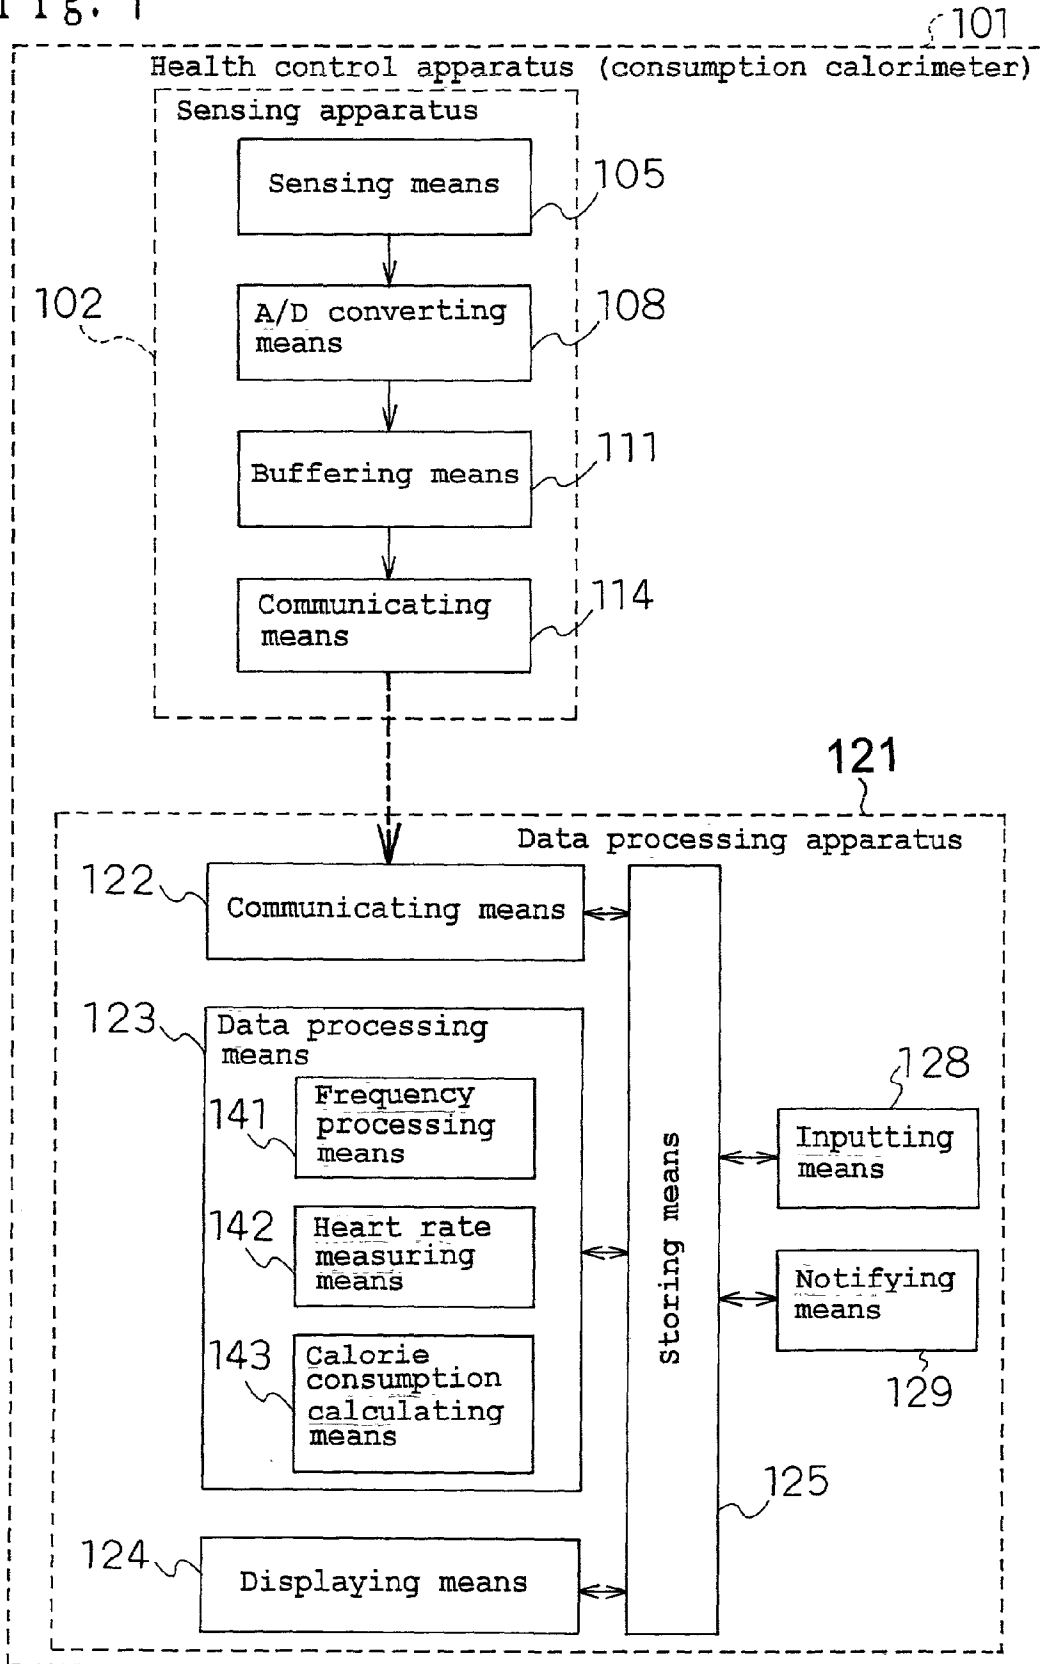 Fig. 1
101
Health control apparatus (consumption calorimeter)
Sensing apparatus
Sensing means
105
102
A/D converting
means
108
Buffering means
111
Communicating
means
114
121
Data processing apparatus
122
Communicating means
123
Data processing
means
141
Frequency
processing
means
142
Heart rate
measuring
means
143
Calorie
consumption
calculating
means
124
Displaying means
Storing means
125
128
Inputting
means
Notifying
means
129